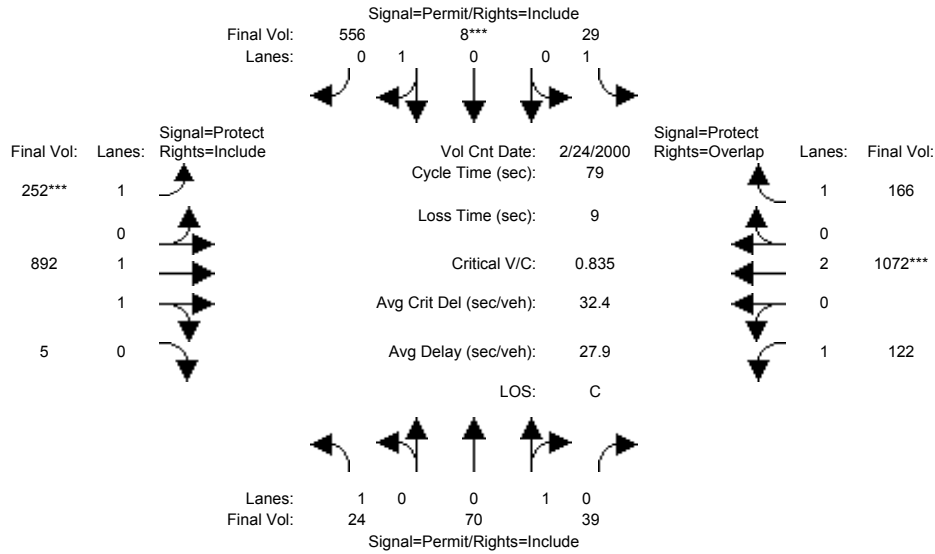 Signal=Permit/Rights=Include
Final Vol: 556 8*** 29
Lanes: 0 1 0 0 1
Signal=Protect
Final Vol: Lanes: Rights=Include
Vol Cnt Date: 2/24/2000
Signal=Protect
Rights=Overlap Lanes: Final Vol:
Cycle Time (sec): 79
252*** 1
1 166
Loss Time (sec): 9
0
0
892 1
Critical V/C: 0.835
2 1072***
1
Avg Crit Del (sec/veh): 32.4
0
5 0
Avg Delay (sec/veh): 27.9
1 122
LOS: C
Lanes: 1 0 0 1 0
Final Vol: 24 70 39
Signal=Permit/Rights=Include